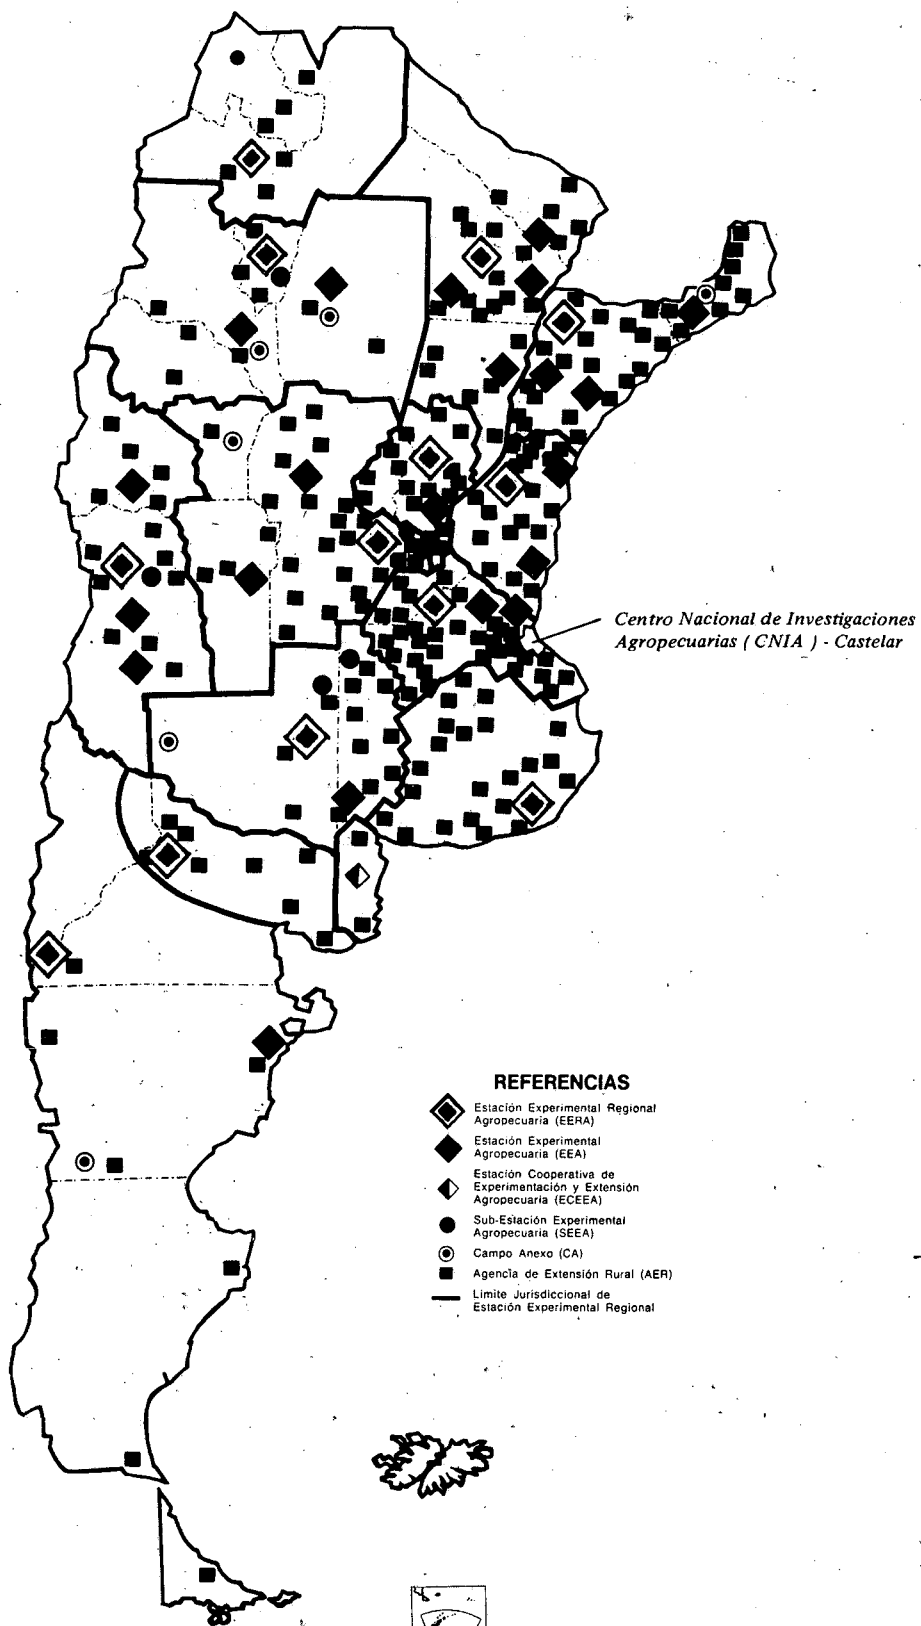 Centro Nacional de Investigaciones
Agropecuarias ( CNIA ) - Castelar
REFERENCIAS
Estación Experimental Regional
Agropecuaria (EERA)
Estación Experimental
Agropecuaria (EEA)
Estación Cooperativa de
Experimentación y Extensión
Agropecuaria (ECEEA)
Sub-Estación Experimental
Agropecuaria (SEEA)
Campo Anexo (CA)
Agencia de Extensión Rural (AER)
Limite Jurisdiccional de
Estación Experimental Regional